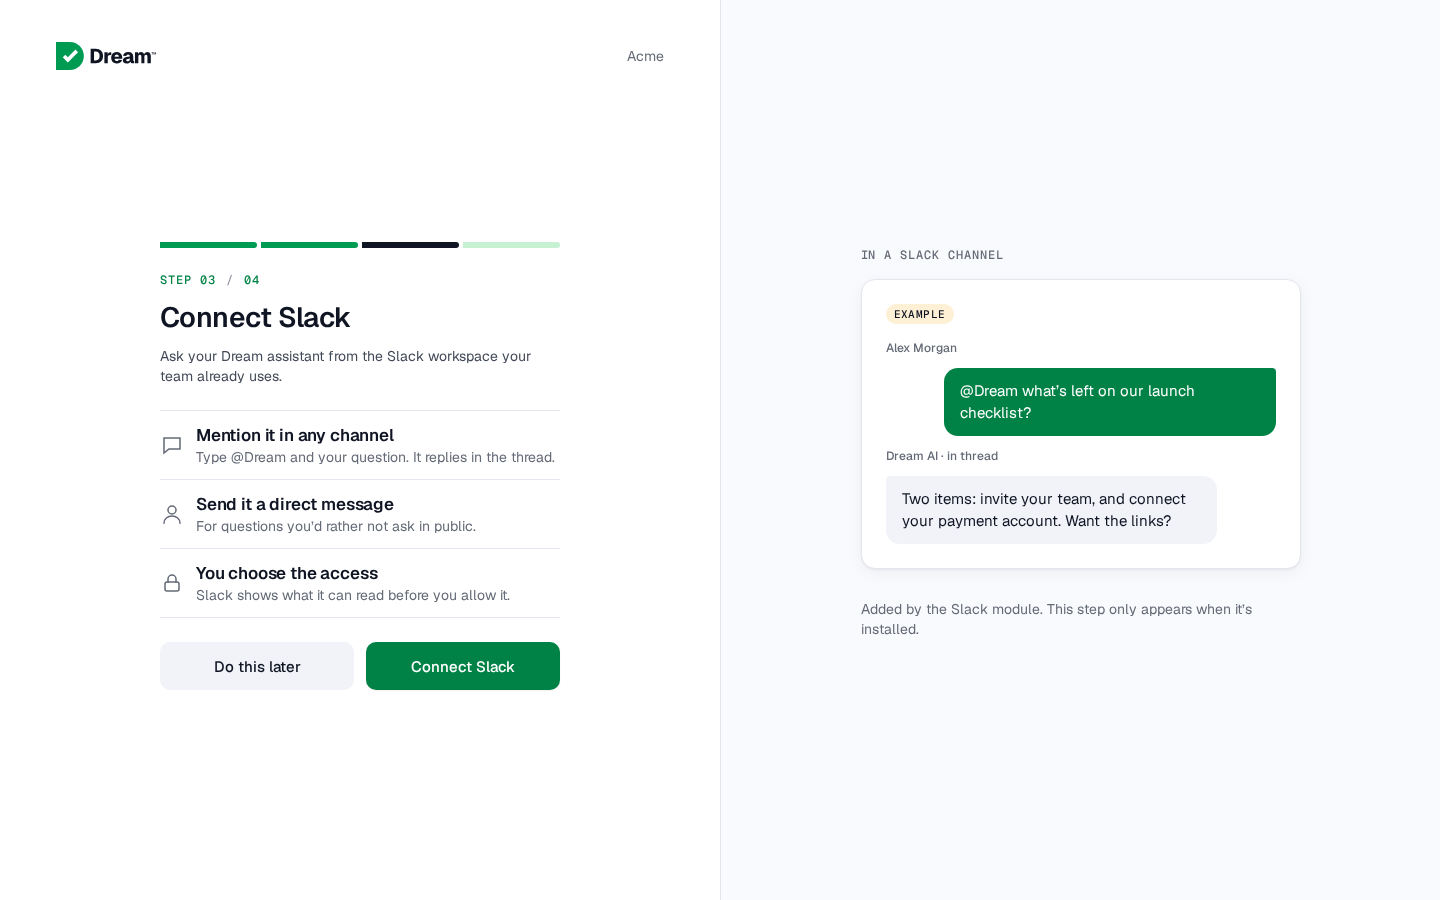 Dream™
Acme
STEP 03 / 04
Connect Slack
Ask your Dream assistant from the Slack workspace your
team already uses.
Mention it in any channel
Type @Dream and your question. It replies in the thread.
Send it a direct message
For questions you'd rather not ask in public.
You choose the access
Slack shows what it can read before you allow it.
Do this later
Connect Slack
IN A SLACK CHANNEL
EXAMPLE
Alex Morgan
@Dream what's left on our launch
checklist?
Dream AI · in thread
Two items: invite your team, and connect
your payment account. Want the links?
Added by the Slack module. This step only appears when it's
installed.